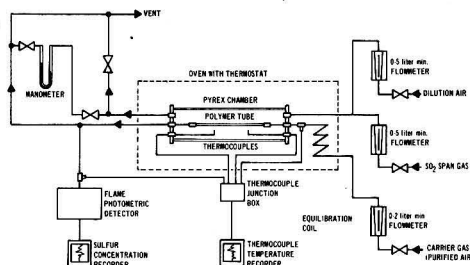 VENT
OVEN WITH THERMOSTAT
0-5 liter min.
FLOWMETER
DILUTION AIR
MANOMETER
PYREX CHAMBER
POLYMER TUBE
THERMOCOUPLES
0-5 liter min.
FLOWMETER
SO2 SPAN GAS
FLAME
PHOTOMETRIC
DETECTOR
THERMOCOUPLE
JUNCTION
BOX
EQUILIBRATION
COIL
0-2 liter min
FLOWMETER
SULFUR
CONCENTRATION
RECORDER
THERMOCOUPLE
TEMPERATURE
RECORDER
CARRIER GAS
(PURIFIED AIR